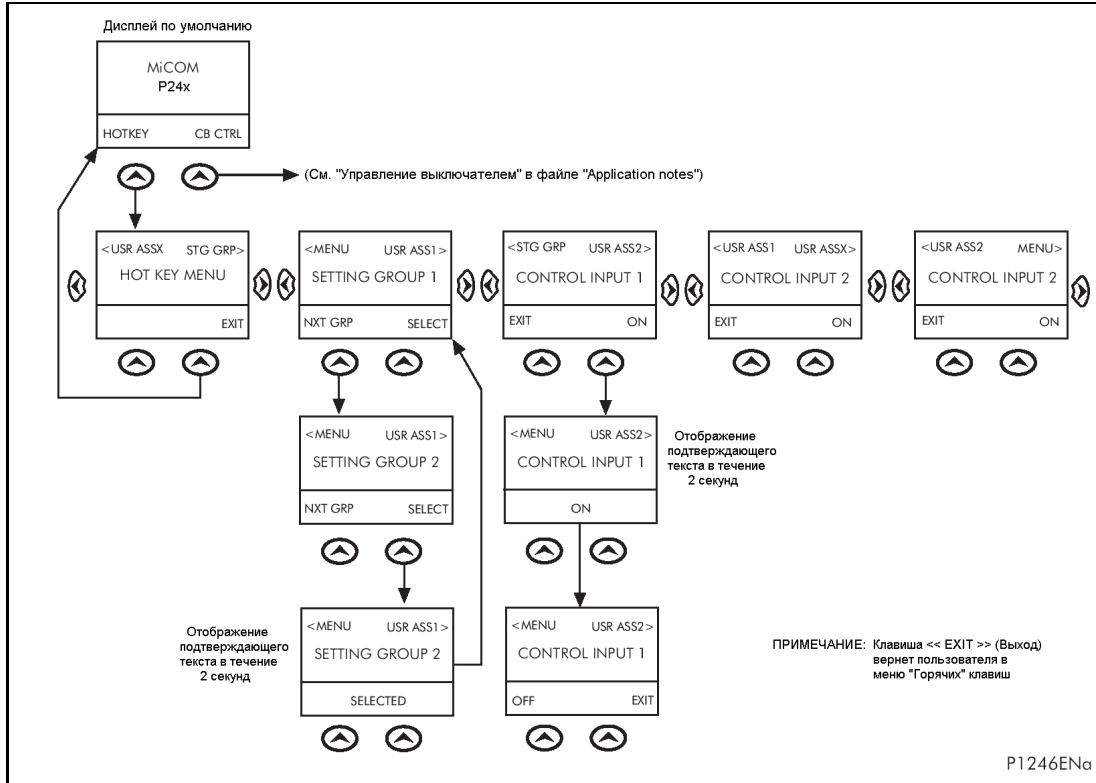 Дисплей по умолчанию
MiCOM
P24x
HOTKEY CB CTRL
(См. "Управление выключателем" в файле "Application notes")
<USR ASSX STG GRP>
HOT KEY MENU
EXIT
<MENU USR ASS1>
SETTING GROUP 1
NXT GRP SELECT
<STG GRP USR ASS2>
CONTROL INPUT 1
EXIT ON
<USR ASS1 USR ASSX>
CONTROL INPUT 2
EXIT ON
<USR ASS2 MENU>
CONTROL INPUT 2
EXIT ON
<MENU USR ASS1>
SETTING GROUP 2
NXT GRP SELECT
<MENU USR ASS2>
CONTROL INPUT 1
ON
Отображение
подтверждающего
текста в течение
2 секунд
Отображение
подтверждающего
текста в течение
2 секунд
<MENU USR ASS1>
SETTING GROUP 2
SELECTED
<MENU USR ASS2>
CONTROL INPUT 1
OFF EXIT
ПРИМЕЧАНИЕ: Клавиша << EXIT >> (Выход)
вернет пользователя в
меню "Горячих" клавиш
P1246ENa